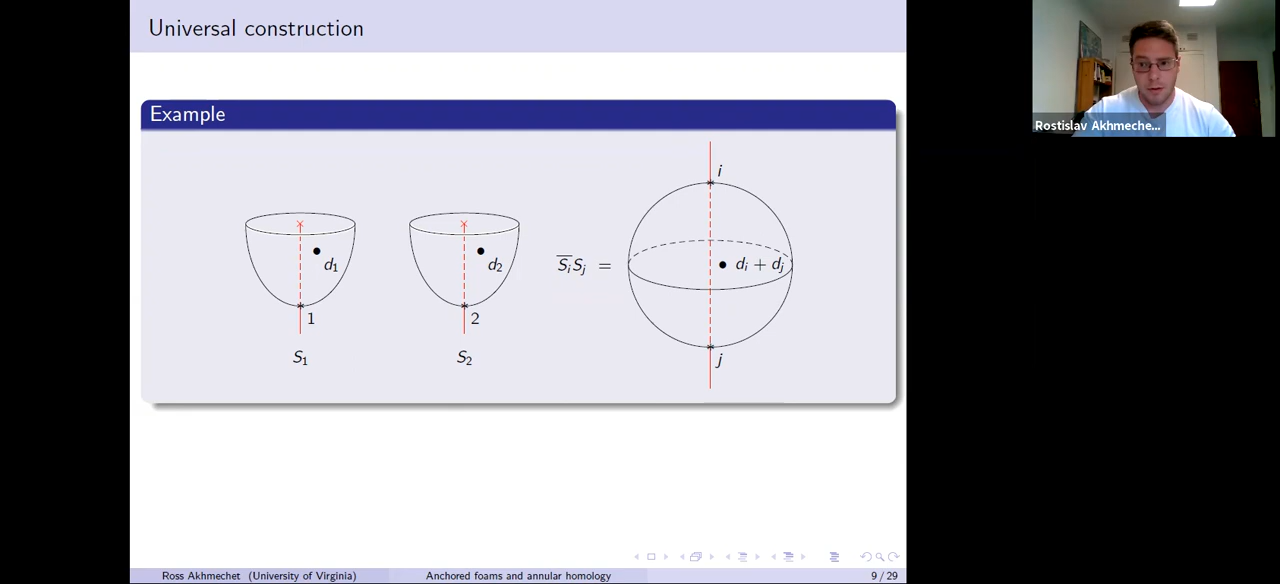 Universal construction
Example
d₁
1
S₁
d₂
2
S₂
S̅ᵢSⱼ =
i
dᵢ + dⱼ
j
Rostislav Akhmeche...
Ross Akhmechet (University of Virginia) Anchored foams and annular homology 9 / 29